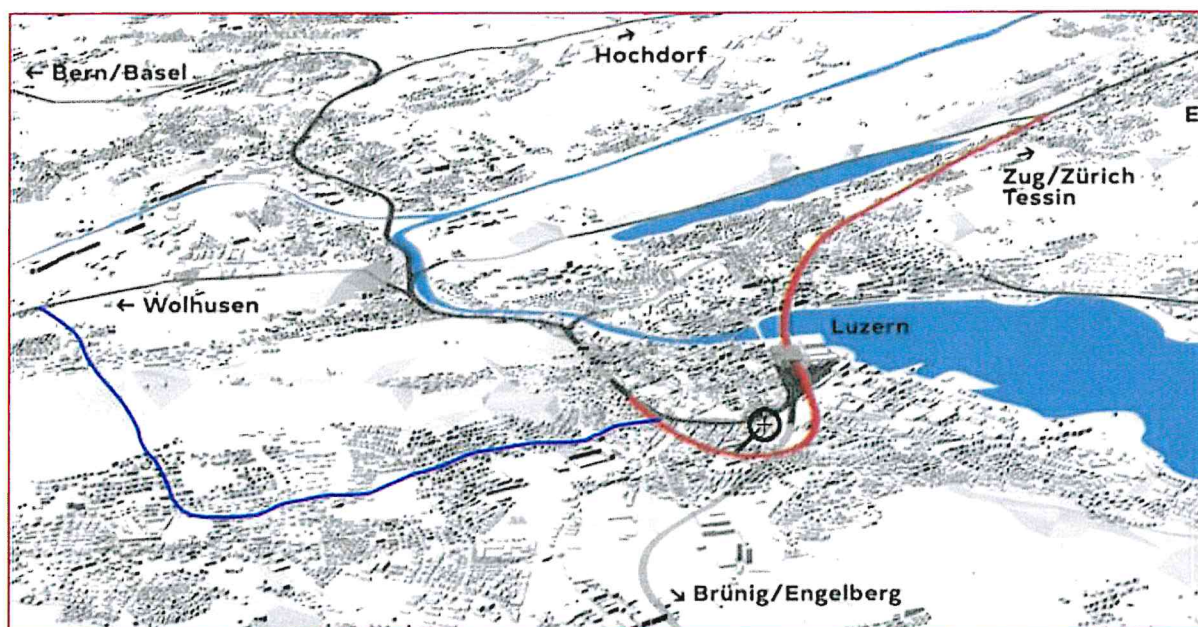 →
Hochdorf
← Bern/Basel
E
→
Zug/Zürich
Tessin
← Wolhusen
Luzern
↘ Brünig/Engelberg